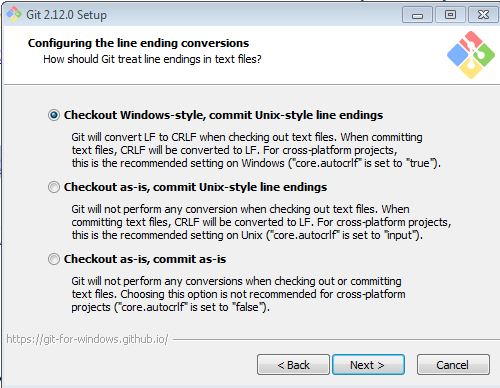 Git 2.12.0 Setup
Configuring the line ending conversions
How should Git treat line endings in text files?
Checkout Windows-style, commit Unix-style line endings
Git will convert LF to CRLF when checking out text files. When committing
text files, CRLF will be converted to LF. For cross-platform projects,
this is the recommended setting on Windows ("core.autocrlf" is set to "true").
Checkout as-is, commit Unix-style line endings
Git will not perform any conversion when checking out text files. When
committing text files, CRLF will be converted to LF. For cross-platform projects,
this is the recommended setting on Unix ("core.autocrlf" is set to "input").
Checkout as-is, commit as-is
Git will not perform any conversions when checking out or committing
text files. Choosing this option is not recommended for cross-platform
projects ("core.autocrlf" is set to "false").
https://git-for-windows.github.io/
< Back
Next >
Cancel